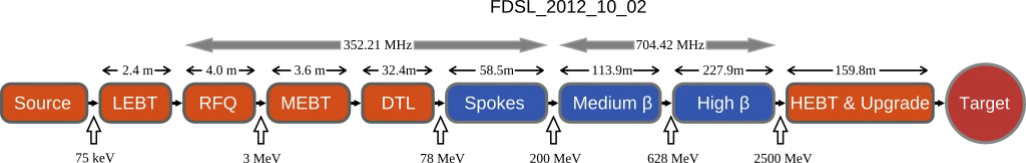 FDSL_2012_10_02
352.21 MHz 704.42 MHz
2.4 m 4.0 m 3.6 m 32.4m 58.5m 113.9m 227.9m 159.8m
Source LEBT RFQ MEBT DTL Spokes Medium β High β HEBT & Upgrade Target
75 keV 3 MeV 78 MeV 200 MeV 628 MeV 2500 MeV